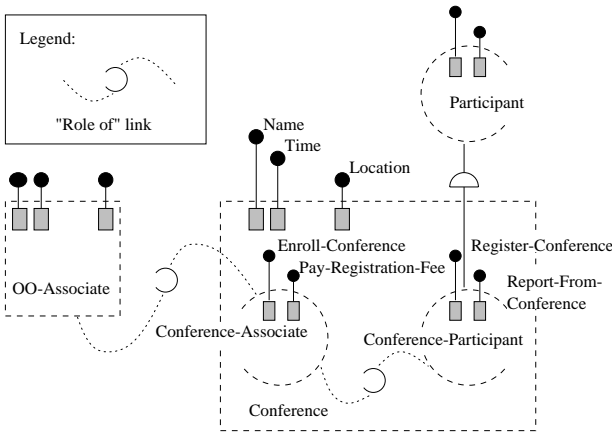 Legend:
"Role of" link
Participant
Name
Time
Location
Enroll-Conference
Pay-Registration-Fee
Register-Conference
Report-From-
Conference
OO-Associate
Conference-Associate
Conference-Participant
Conference